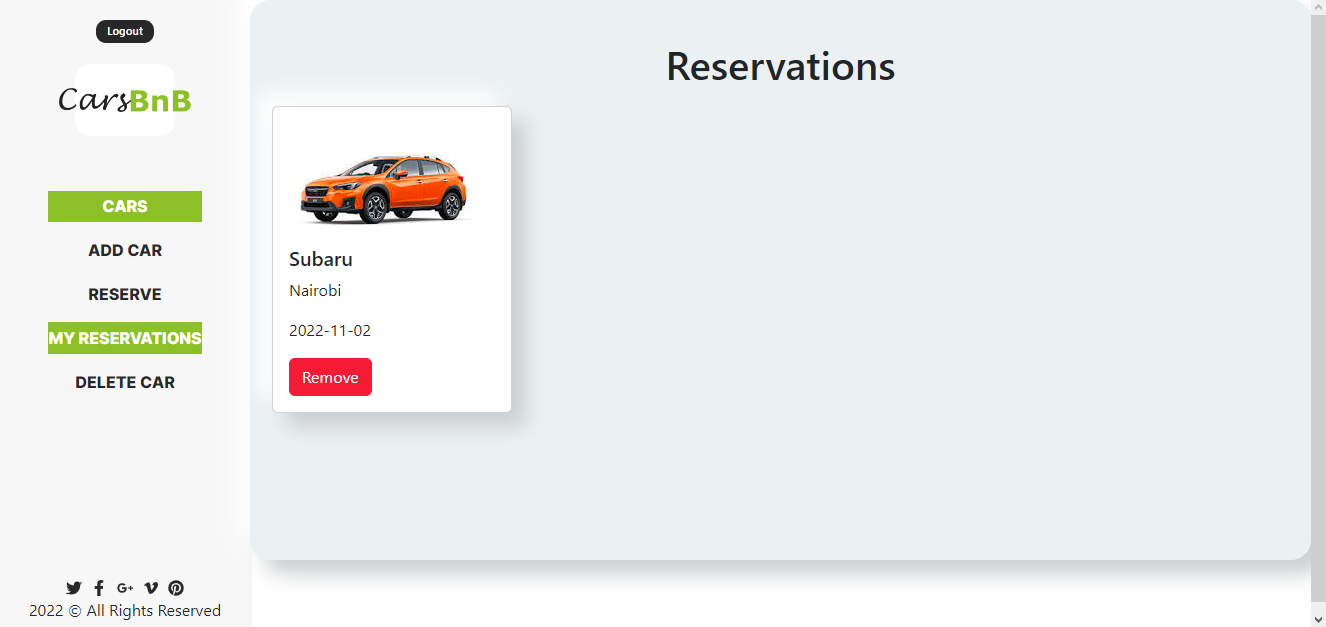 Logout
CarsBnB
CARS
ADD CAR
RESERVE
MY RESERVATIONS
DELETE CAR
2022 © All Rights Reserved
Reservations
Subaru
Nairobi
2022-11-02
Remove